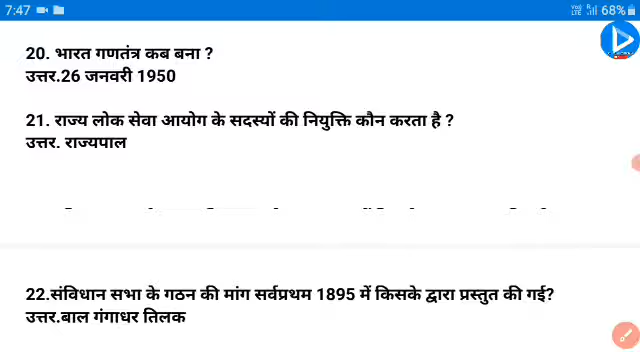 7:47
68%
20. भारत गणतंत्र कब बना ?
उत्तर.26 जनवरी 1950
21. राज्य लोक सेवा आयोग के सदस्यों की नियुक्ति कौन करता है ?
उत्तर. राज्यपाल
22.संविधान सभा के गठन की मांग सर्वप्रथम 1895 में किसके द्वारा प्रस्तुत की गई?
उत्तर.बाल गंगाधर तिलक